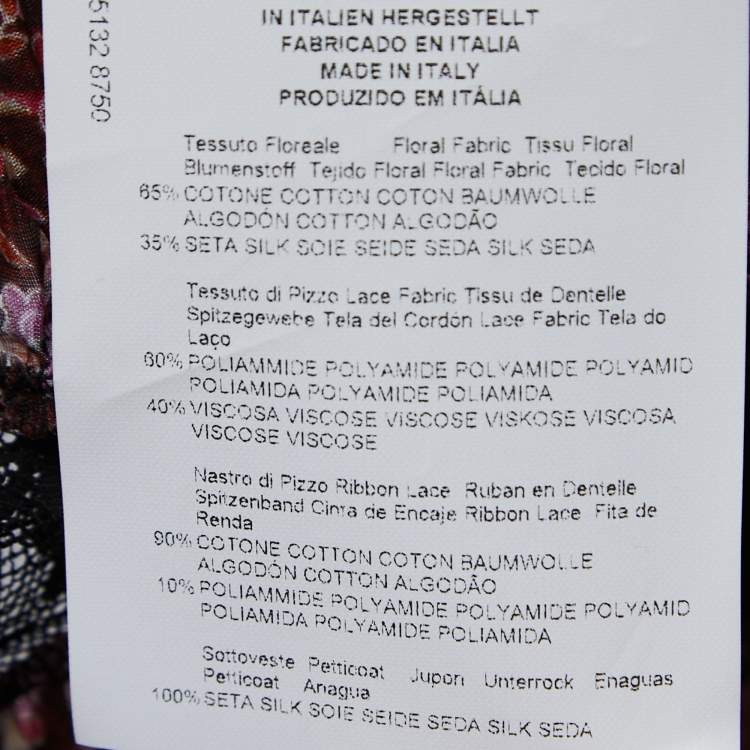 5132 8750
IN ITALIEN HERGESTELLT
FABRICADO EN ITALIA
MADE IN ITALY
PRODUZIDO EM ITÁLIA
Tessuto Floreale Floral Fabric Tissu Floral
Blumenstoff Tejido Floral Floral Fabric Tecido Floral
65% COTONE COTTON COTON BAUMWOLLE
ALGODÓN COTTON ALGODÃO
35% SETA SILK SOIE SEIDE SEDA SILK SEDA
Tessuto di Pizzo Lace Fabric Tissu de Dentelle
Spitzegewebe Tela del Cordón Lace Fabric Tela do
Laço
60% POLIAMMIDE POLYAMIDE POLYAMIDE POLYAMID
POLIAMIDA POLYAMIDE POLIAMIDA
40% VISCOSA VISCOSE VISCOSE VISKOSE VISCOSA
VISCOSE VISCOSE
Nastro di Pizzo Ribbon Lace Ruban en Dentelle
Spitzenband Cinta de Encaje Ribbon Lace Fita de
Renda
90% COTONE COTTON COTON BAUMWOLLE
ALGODÓN COTTON ALGODÃO
10% POLIAMMIDE POLYAMIDE POLYAMIDE POLYAMID
POLIAMIDA POLYAMIDE POLIAMIDA
Sottoveste Petticoat Jupon Unterrock Enaguas
Petticoat Anagua
100% SETA SILK SOIE SEIDE SEDA SILK SEDA